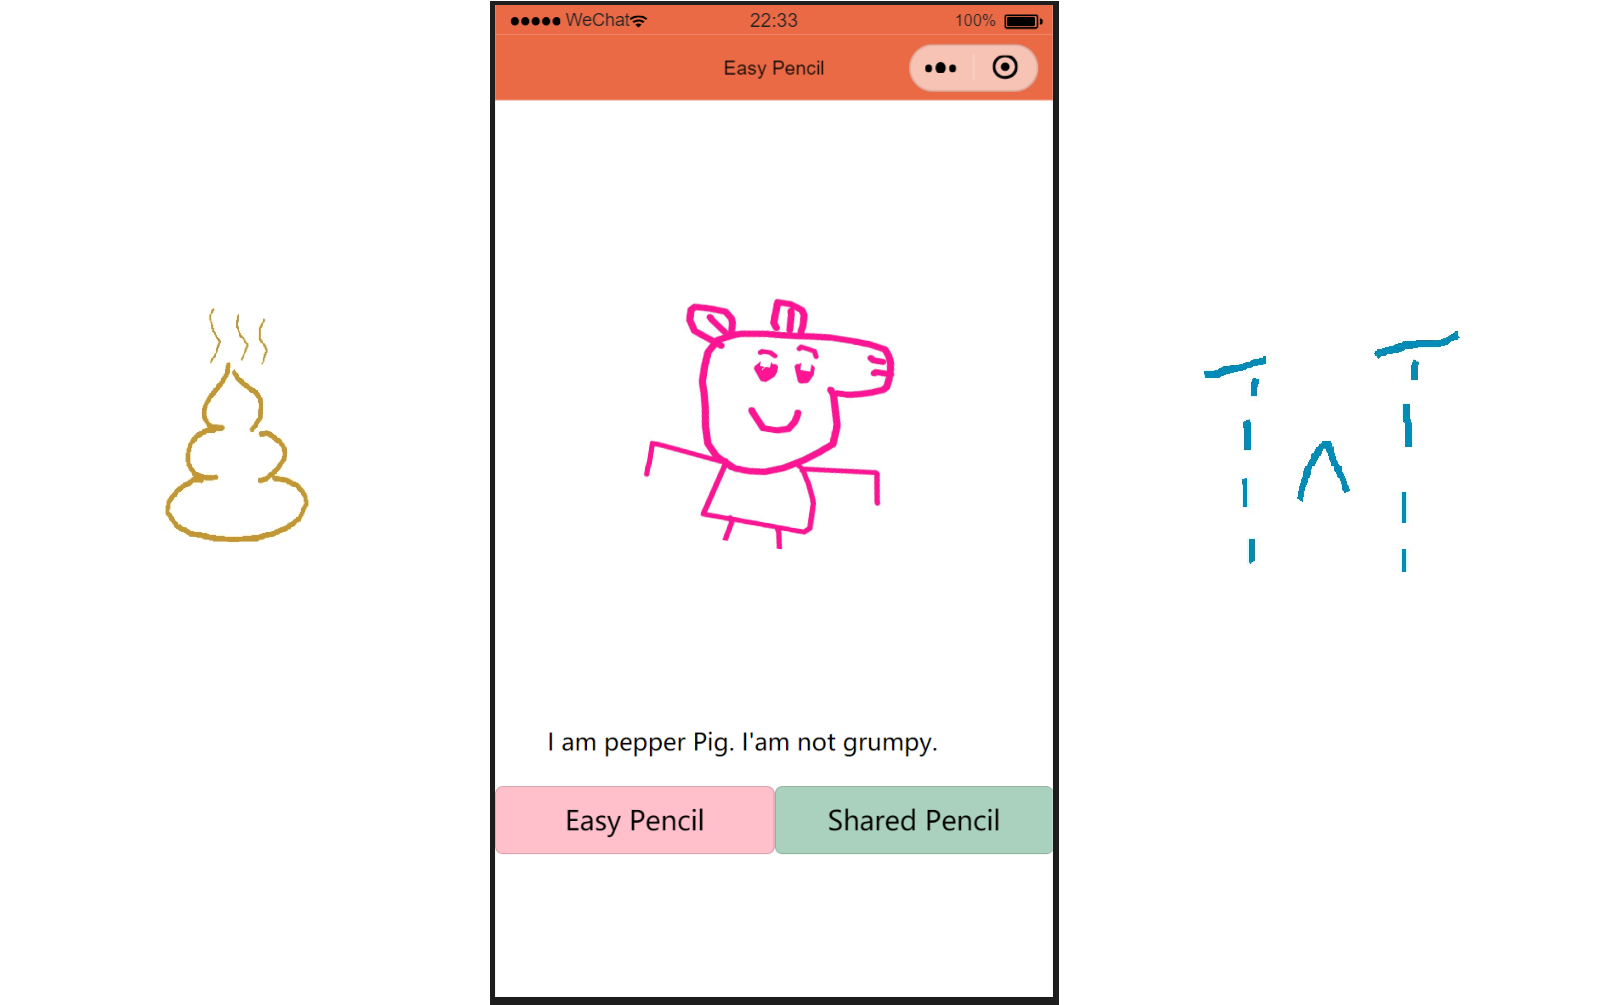 WeChat 22:33 100%
Easy Pencil
I am pepper Pig. I'am not grumpy.
Easy Pencil Shared Pencil